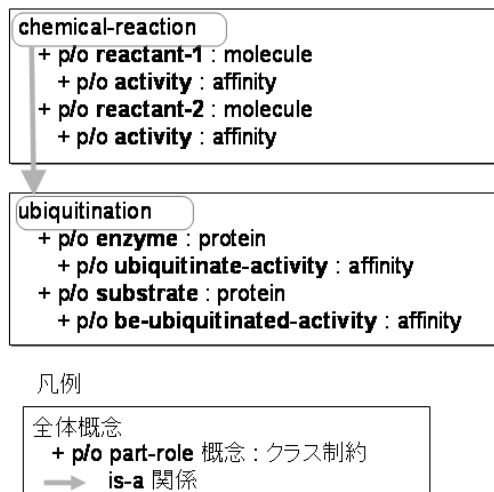 chemical-reaction
+ p/o reactant-1 : molecule
+ p/o activity : affinity
+ p/o reactant-2 : molecule
+ p/o activity : affinity
ubiquitination
+ p/o enzyme : protein
+ p/o ubiquitinate-activity : affinity
+ p/o substrate : protein
+ p/o be-ubiquitinated-activity : affinity
凡例
全体概念
+ p/o part-role 概念 : クラス制約
is-a 関係